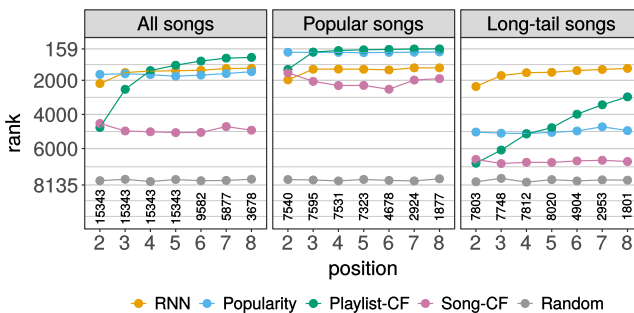 All songs Popular songs Long-tail songs
159
2000
4000
6000
8135
rank
15343 15343 15343 15343 9582 5877 3678
7540 7595 7531 7323 4678 2924 1877
7803 7748 7812 8020 4904 2953 1801
2 3 4 5 6 7 8 2 3 4 5 6 7 8 2 3 4 5 6 7 8
position
RNN Popularity Playlist-CF Song-CF Random